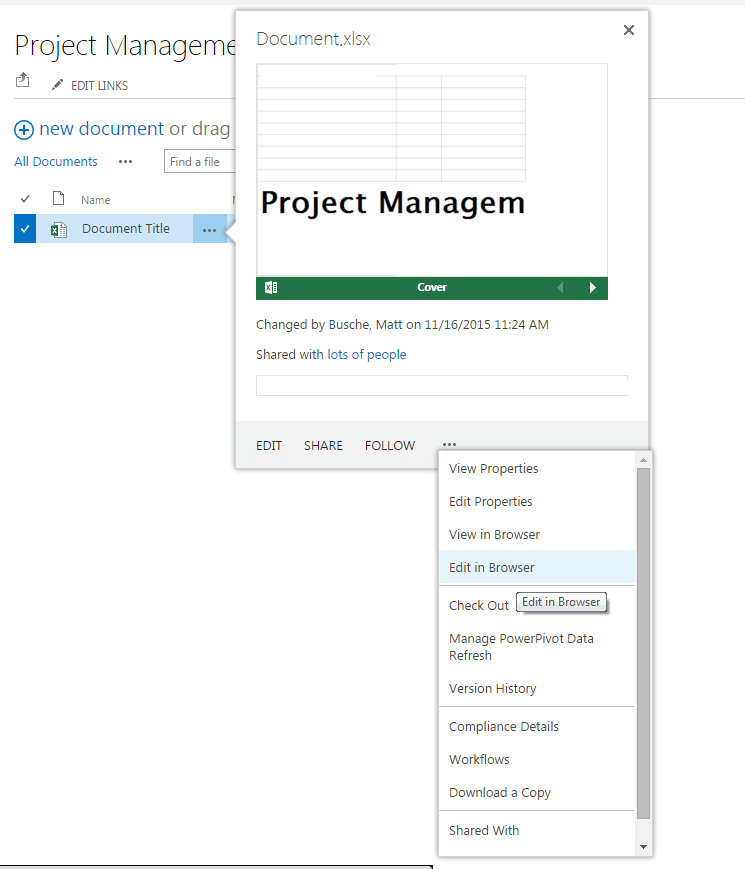 Project Manageme
EDIT LINKS
new document or drag
All Documents ...
Find a file
Name
Document Title ...
Document.xlsx
Project Managem
Cover
Changed by Busche, Matt on 11/16/2015 11:24 AM
Shared with lots of people
EDIT SHARE FOLLOW ...
View Properties
Edit Properties
View in Browser
Edit in Browser
Check Out
Edit in Browser
Manage PowerPivot Data
Refresh
Version History
Compliance Details
Workflows
Download a Copy
Shared With